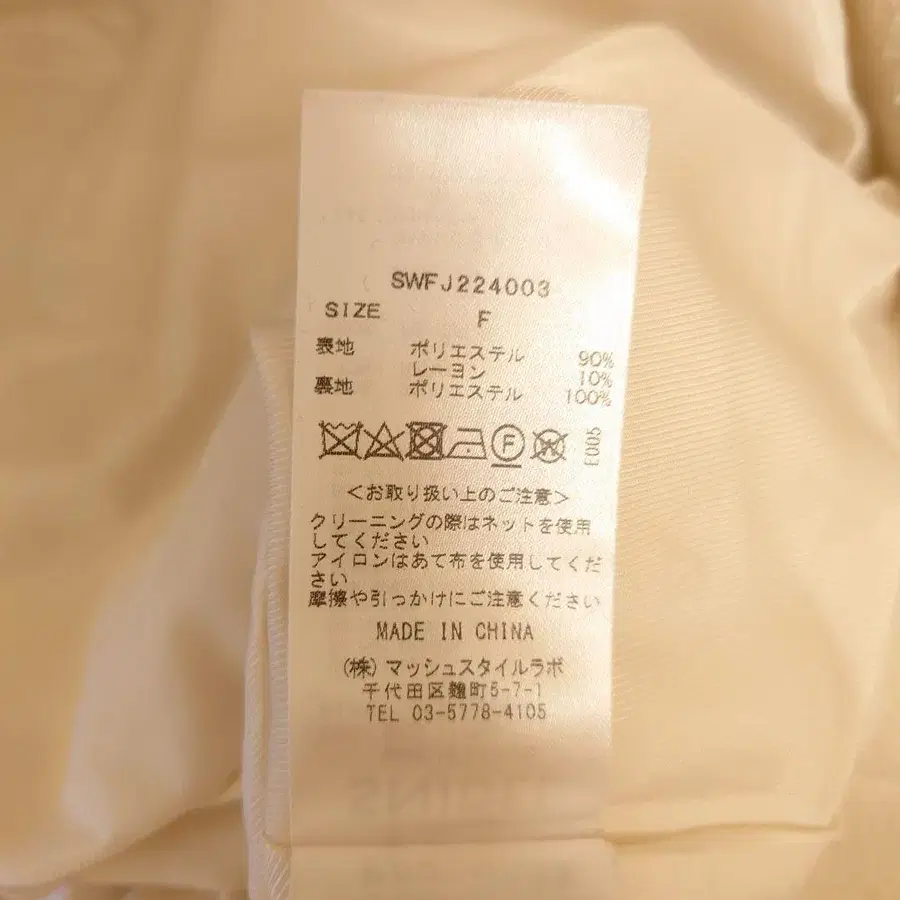 SWFJ224003
SIZE F
表地 ポリエステル 90%
レーヨン 10%
裏地 ポリエステル 100%
F W E005
<お取り扱い上のご注意>
クリーニングの際はネットを使用
してください
アイロンはあて布を使用してくだ
さい
摩擦や引っかけにご注意ください
MADE IN CHINA
(株)マッシュスタイルラボ
千代田区麹町5-7-1
TEL 03-5778-4105